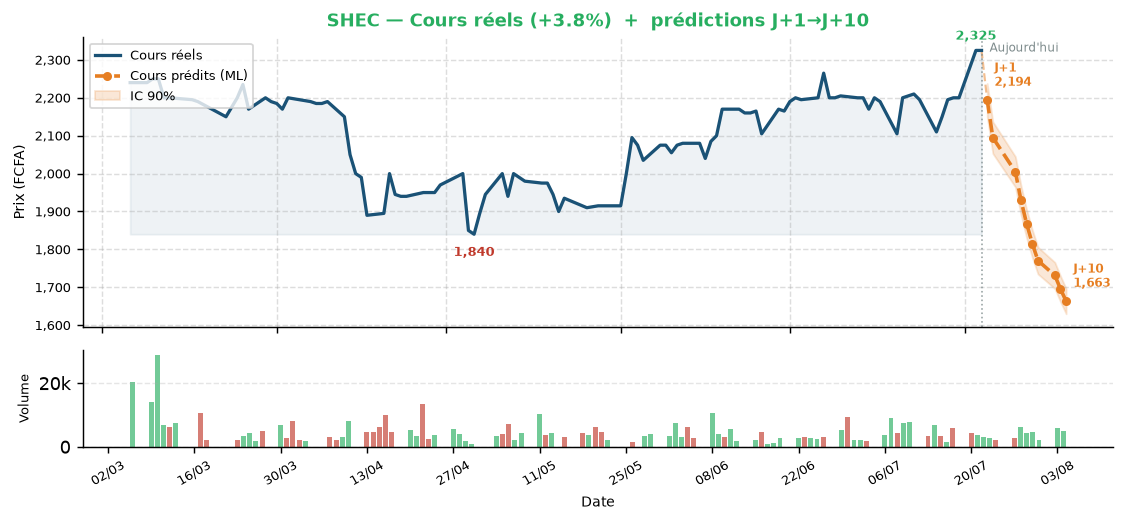 SHEC — Cours réels (+3.8%)  +  prédictions J+1→J+10
Cours réels
Cours prédits (ML)
IC 90%
2,325
Aujourd'hui
J+1
2,194
1,840
J+10
1,663
Prix (FCFA)
2,300
2,200
2,100
2,000
1,900
1,800
1,700
1,600
Volume
20k
0
02/03
16/03
30/03
13/04
27/04
11/05
25/05
08/06
22/06
06/07
20/07
03/08
Date